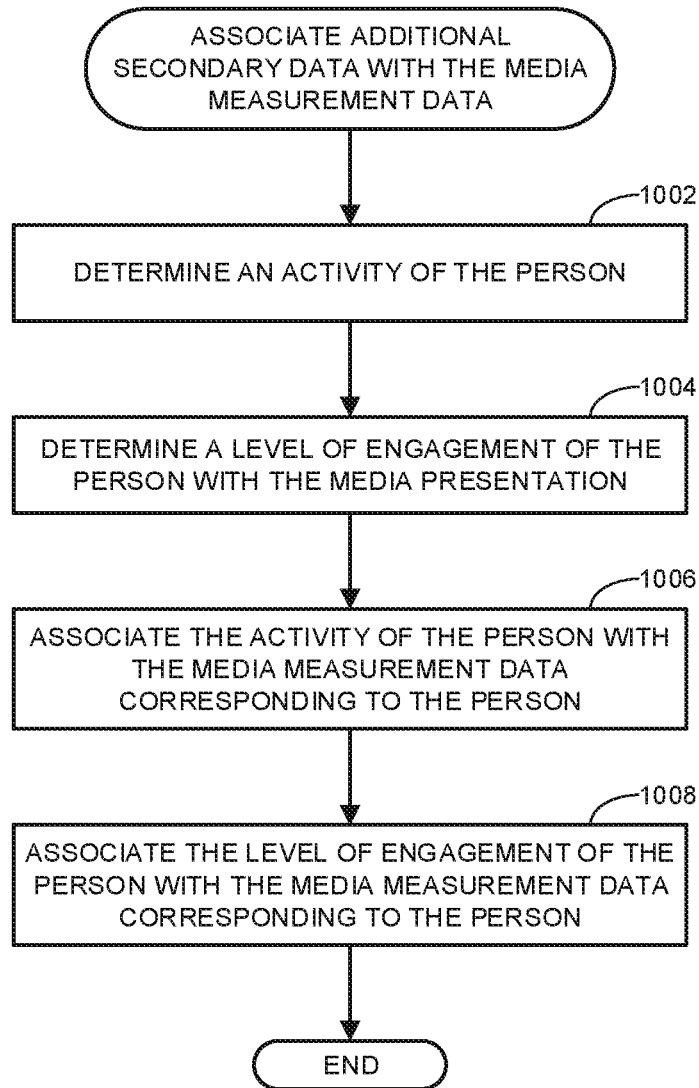 ASSOCIATE ADDITIONAL
SECONDARY DATA WITH THE MEDIA
MEASUREMENT DATA
1002
DETERMINE AN ACTIVITY OF THE PERSON
1004
DETERMINE A LEVEL OF ENGAGEMENT OF THE
PERSON WITH THE MEDIA PRESENTATION
1006
ASSOCIATE THE ACTIVITY OF THE PERSON WITH
THE MEDIA MEASUREMENT DATA
CORRESPONDING TO THE PERSON
1008
ASSOCIATE THE LEVEL OF ENGAGEMENT OF THE
PERSON WITH THE MEDIA MEASUREMENT DATA
CORRESPONDING TO THE PERSON
END